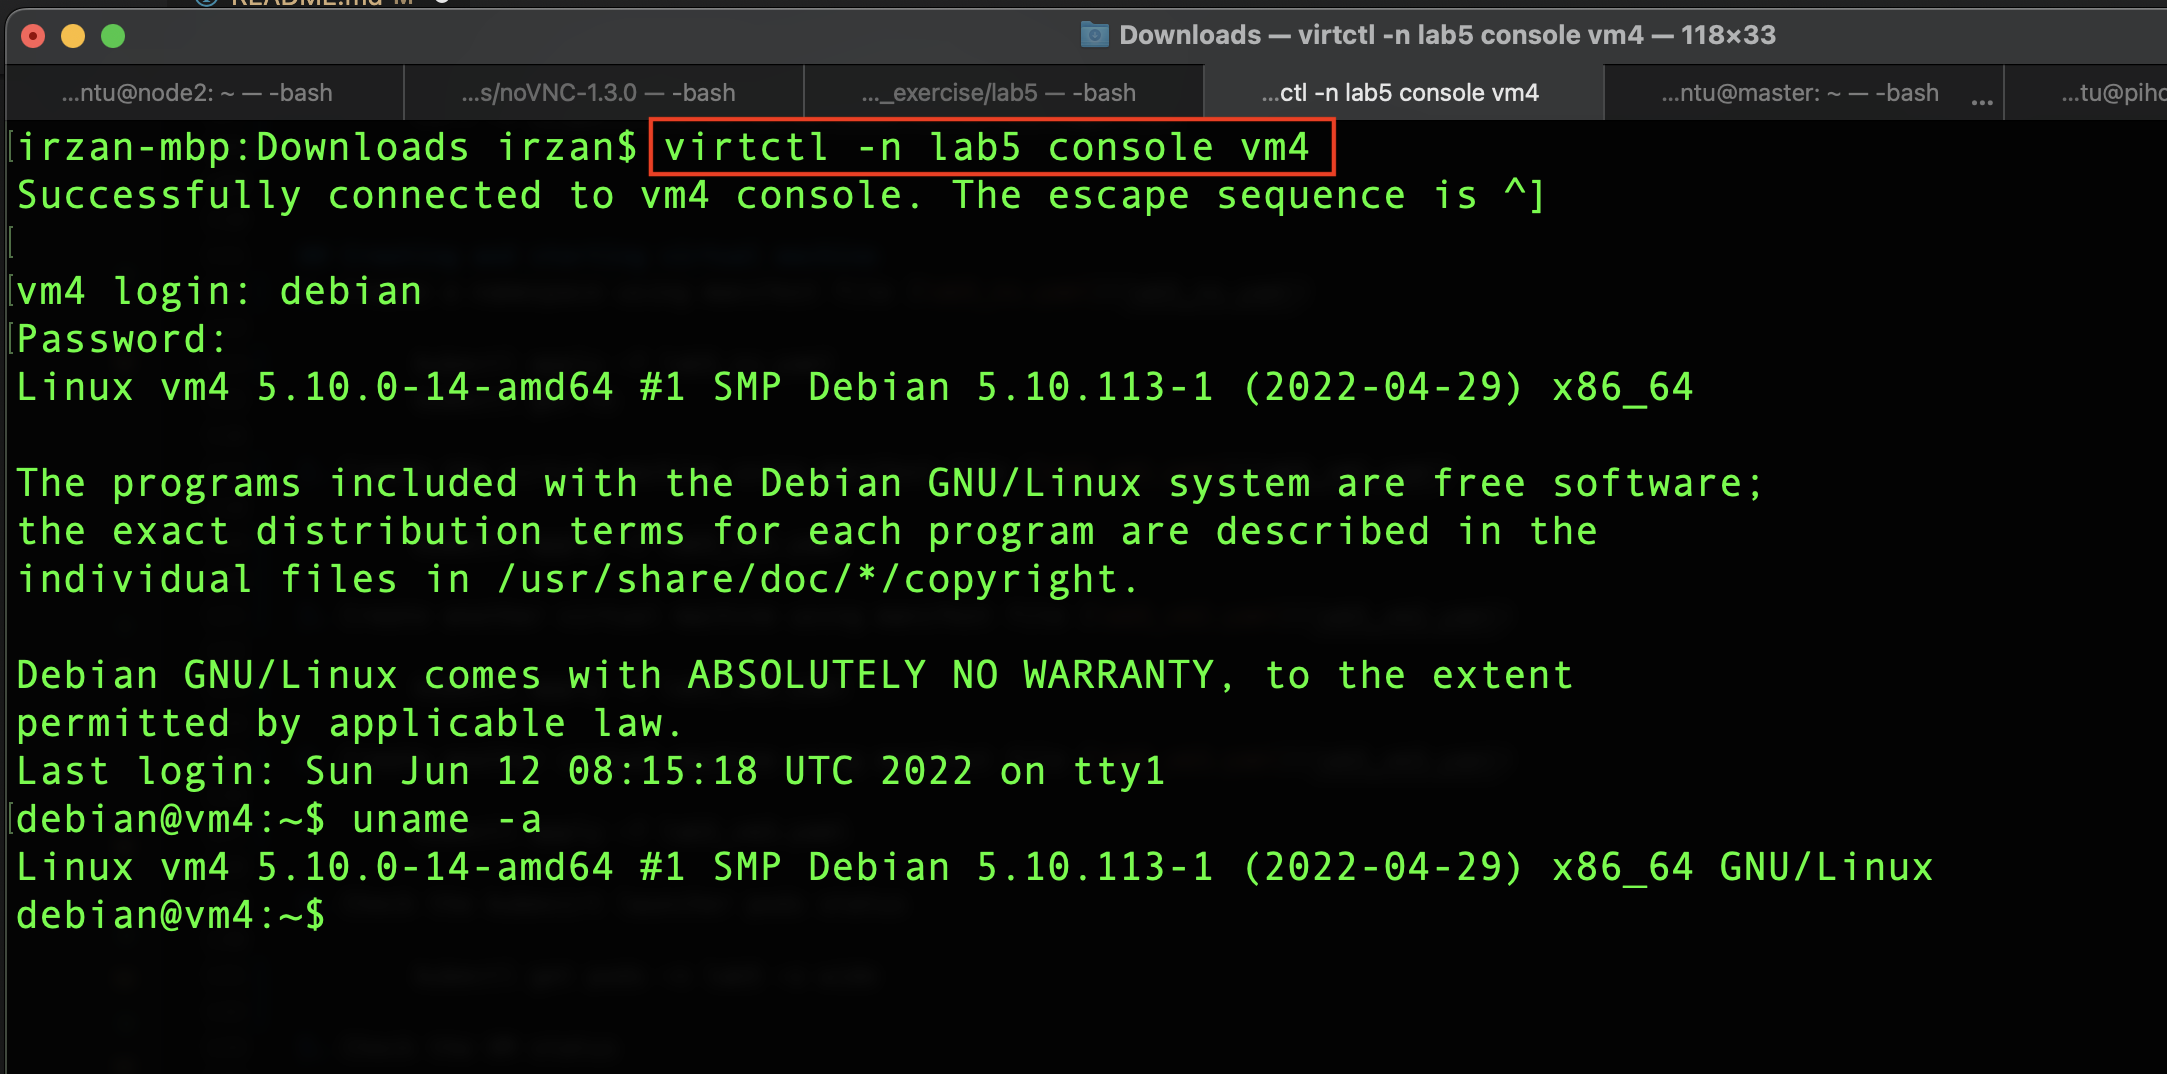 README.md M
Downloads — virtctl -n lab5 console vm4 — 118×33
...ntu@node2: ~ — -bash
...s/noVNC-1.3.0 — -bash
..._exercise/lab5 — -bash
...ctl -n lab5 console vm4
...ntu@master: ~ — -bash
...
...tu@piho
irzan-mbp:Downloads irzan$ virtctl -n lab5 console vm4
Successfully connected to vm4 console. The escape sequence is ^]
vm4 login: debian
Password:
Linux vm4 5.10.0-14-amd64 #1 SMP Debian 5.10.113-1 (2022-04-29) x86_64
The programs included with the Debian GNU/Linux system are free software;
the exact distribution terms for each program are described in the
individual files in /usr/share/doc/*/copyright.
Debian GNU/Linux comes with ABSOLUTELY NO WARRANTY, to the extent
permitted by applicable law.
Last login: Sun Jun 12 08:15:18 UTC 2022 on tty1
debian@vm4:~$ uname -a
Linux vm4 5.10.0-14-amd64 #1 SMP Debian 5.10.113-1 (2022-04-29) x86_64 GNU/Linux
debian@vm4:~$